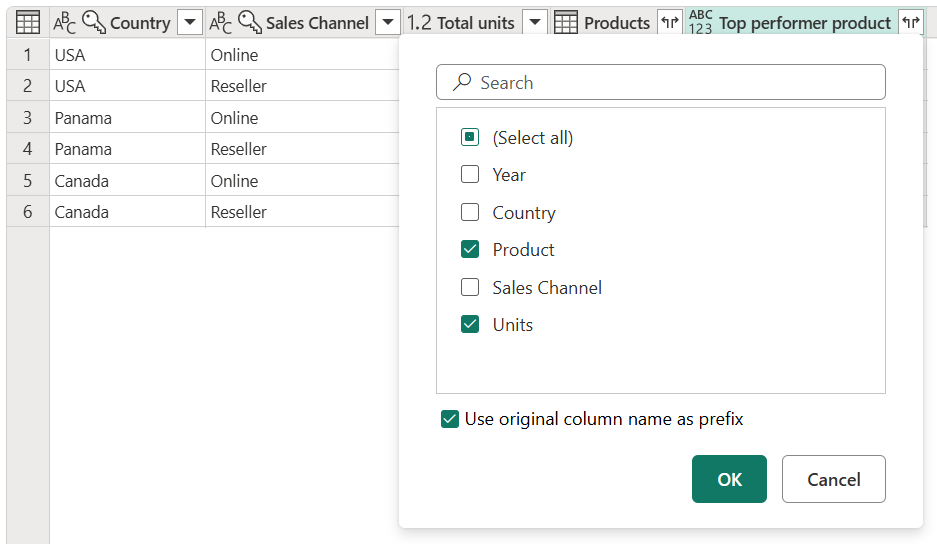 ABC Country ABC Sales Channel 1.2 Total units Products ABC 123 Top performer product
1 USA Online
2 USA Reseller
3 Panama Online
4 Panama Reseller
5 Canada Online
6 Canada Reseller
Search
(Select all)
Year
Country
Product
Sales Channel
Units
Use original column name as prefix
OK Cancel